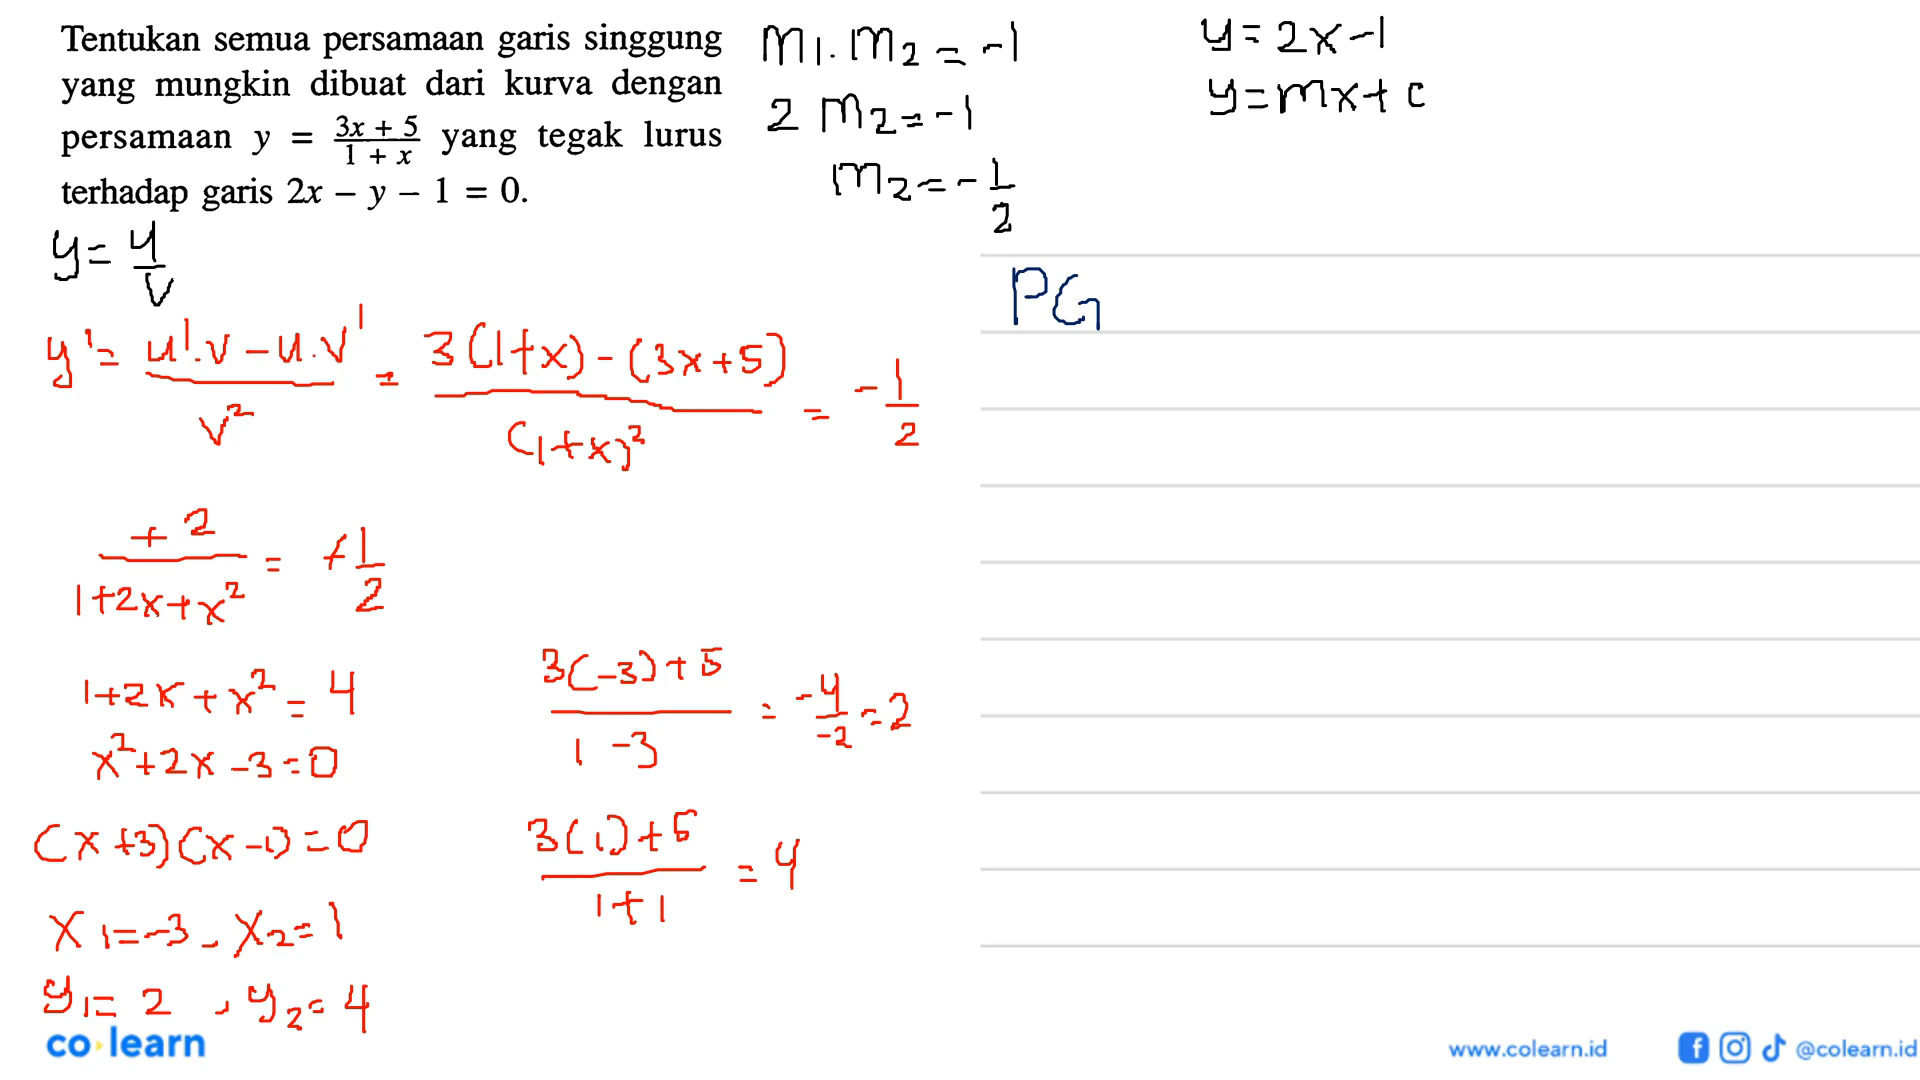 Tentukan semua persamaan garis singgung
yang mungkin dibuat dari kurva dengan
persamaan y = (3x + 5)/(1 + x) yang tegak lurus
terhadap garis 2x – y – 1 = 0.
m1 . m2 = -1
2 m2 = -1
m2 = -1/2
y = 2x - 1
y = mx + c
y = u/v
y' = (u'.v - u.v')/v² = (3(1+x) - (3x+5))/(1+x)² = -1/2
+2/(1+2x+x²) = +1/2
1+2x+x² = 4
x²+2x-3=0
(x+3)(x-1)=0
x1=-3, x2=1
y1=2, y2=4
(3(-3)+5)/(1-3) = -4/-2 = 2
(3(1)+5)/(1+1) = 4
PG
co learn
www.colearn.id
@colearn.id